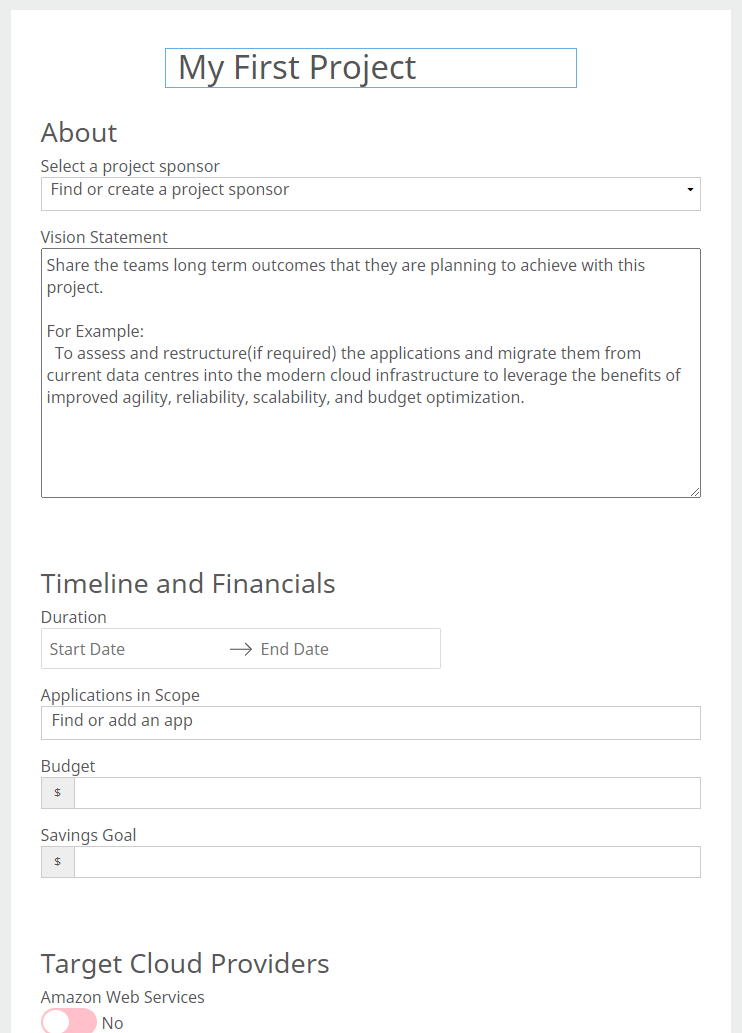 My First Project
About
Select a project sponsor
Find or create a project sponsor
Vision Statement
Share the teams long term outcomes that they are planning to achieve with this
project.
For Example:
To assess and restructure(if required) the applications and migrate them from
current data centres into the modern cloud infrastructure to leverage the benefits of
improved agility, reliability, scalability, and budget optimization.
Timeline and Financials
Duration
Start Date → End Date
Applications in Scope
Find or add an app
Budget
$
Savings Goal
$
Target Cloud Providers
Amazon Web Services
No